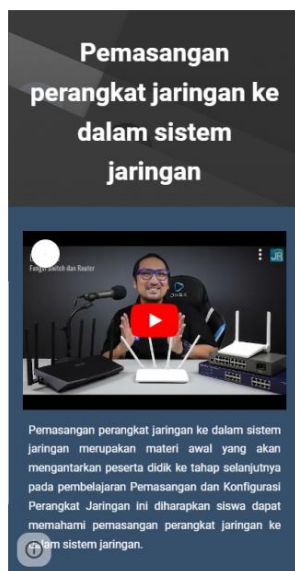 Pemasangan
perangkat jaringan ke
dalam sistem
jaringan
Fungsi Switch dan Router
JR
Pemasangan perangkat jaringan ke dalam sistem
jaringan merupakan materi awal yang akan
mengantarkan peserta didik ke tahap selanjutnya
pada pembelajaran Pemasangan dan Konfigurasi
Perangkat Jaringan ini diharapkan siswa dapat
memahami pemasangan perangkat jaringan ke
sistem jaringan.